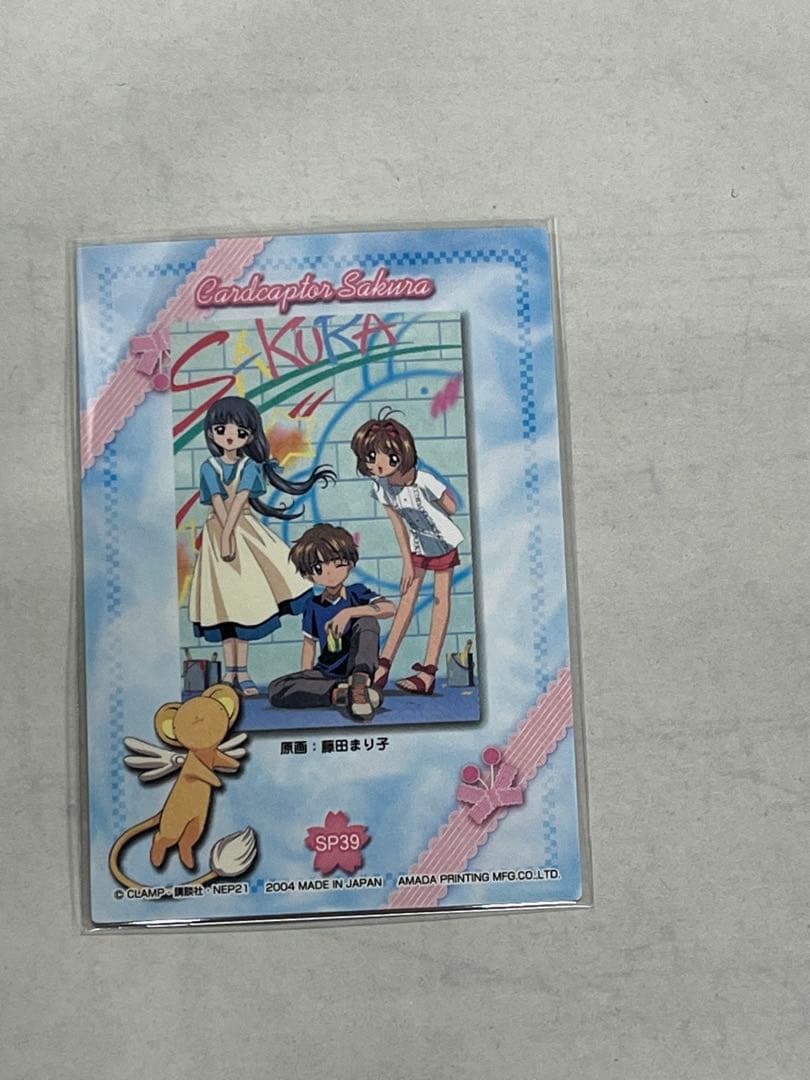 Cardcaptor Sakura
SAKURA
原画：藤田まり子
SP39
© CLAMP・講談社・NEP21 2004 MADE IN JAPAN AMADA PRINTING MFG.CO.,LTD.